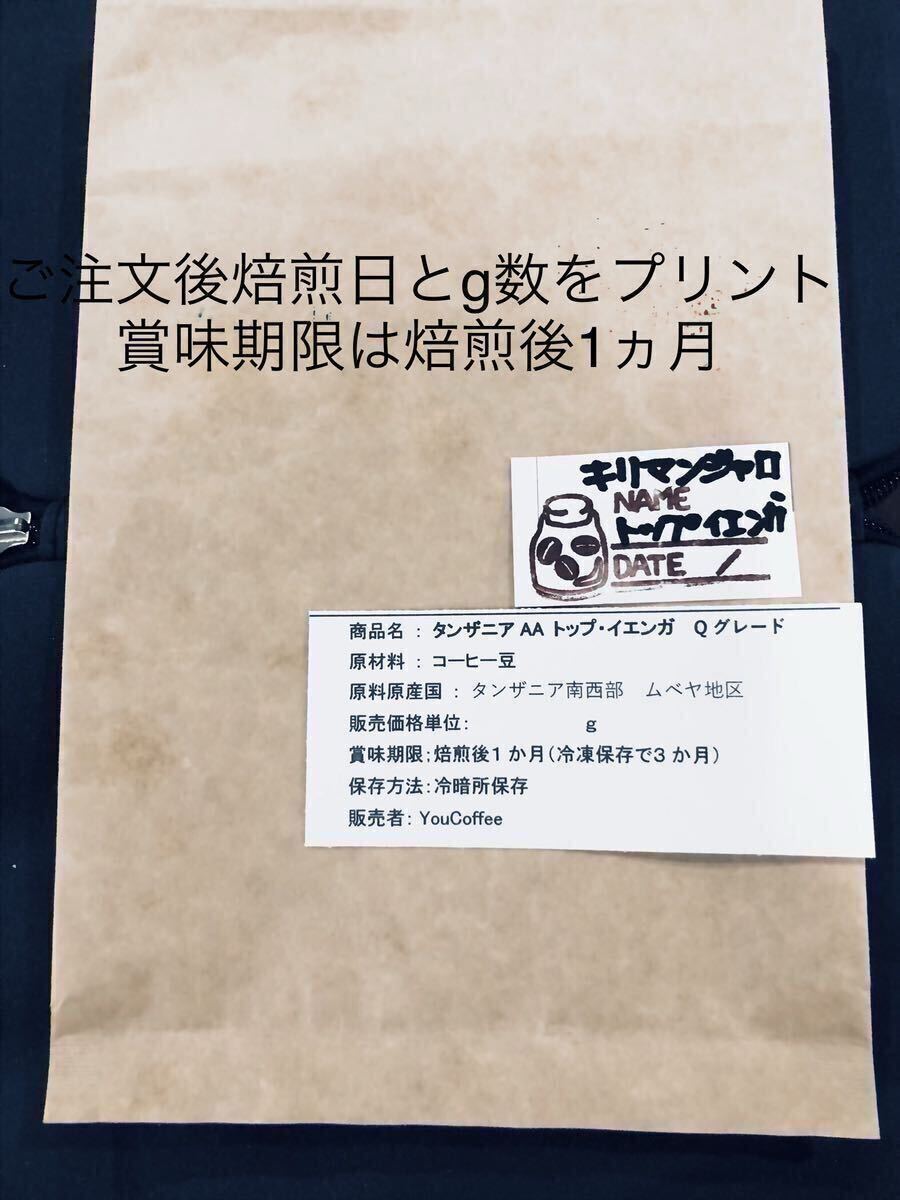 ご注文後焙煎日とg数をプリント
賞味期限は焙煎後1ヵ月
キリマンジャロ
NAME
トップイエンガ
DATE /
商品名 : タンザニア AA トップ・イエンガ Q グレード
原材料 : コーヒー豆
原料原産国 : タンザニア南西部 ムベヤ地区
販売価格単位: g
賞味期限;焙煎後1 か月(冷凍保存で3 か月)
保存方法:冷暗所保存
販売者: YouCoffee